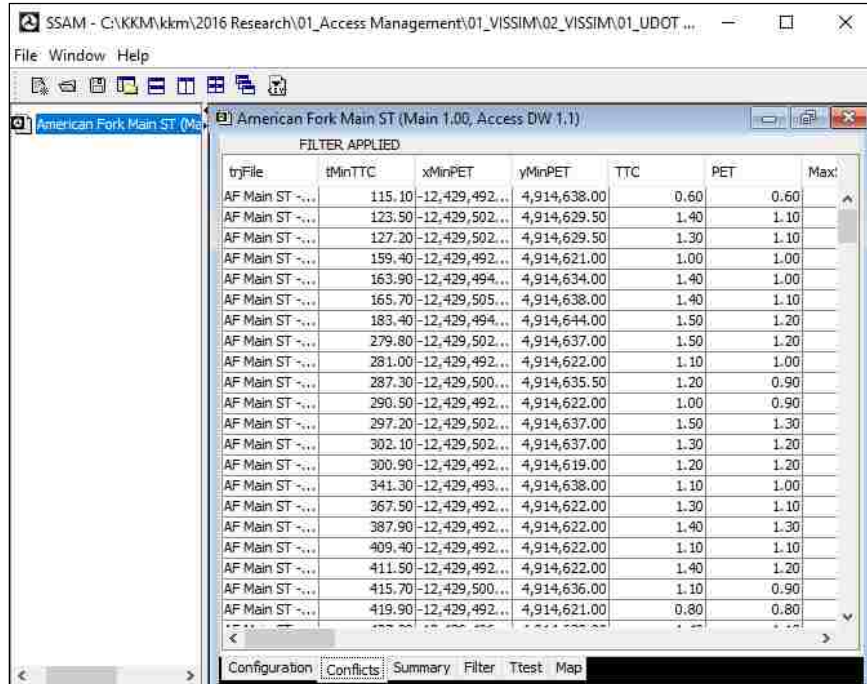 SSAM - C:\KKM\kkm\2016 Research\01_Access Management\01_VISSIM\02_VISSIM\01_UDOT ...
File Window Help
American Fork Main ST (Ma
American Fork Main ST (Main 1.00, Access DW 1.1)
FILTER APPLIED
trjFile tMinTTC xMinPET yMinPET TTC PET Max
AF Main ST -... 115.10 -12,429,492... 4,914,638.00 0.60 0.60
AF Main ST -... 123.50 -12,429,502... 4,914,629.50 1.40 1.10
AF Main ST -... 127.20 -12,429,502... 4,914,629.50 1.30 1.10
AF Main ST -... 159.40 -12,429,492... 4,914,621.00 1.00 1.00
AF Main ST -... 163.90 -12,429,494... 4,914,634.00 1.40 1.00
AF Main ST -... 165.70 -12,429,505... 4,914,638.00 1.40 1.10
AF Main ST -... 183.40 -12,429,494... 4,914,644.00 1.50 1.20
AF Main ST -... 279.80 -12,429,502... 4,914,637.00 1.50 1.20
AF Main ST -... 281.00 -12,429,492... 4,914,622.00 1.10 1.00
AF Main ST -... 287.30 -12,429,500... 4,914,635.50 1.20 0.90
AF Main ST -... 290.50 -12,429,492... 4,914,622.00 1.00 0.90
AF Main ST -... 297.20 -12,429,502... 4,914,637.00 1.50 1.30
AF Main ST -... 302.10 -12,429,502... 4,914,637.00 1.30 1.20
AF Main ST -... 300.90 -12,429,492... 4,914,619.00 1.20 1.20
AF Main ST -... 341.30 -12,429,493... 4,914,638.00 1.10 1.00
AF Main ST -... 367.50 -12,429,492... 4,914,622.00 1.30 1.10
AF Main ST -... 387.90 -12,429,492... 4,914,622.00 1.40 1.30
AF Main ST -... 409.40 -12,429,492... 4,914,622.00 1.10 1.10
AF Main ST -... 411.50 -12,429,492... 4,914,622.00 1.40 1.20
AF Main ST -... 415.70 -12,429,500... 4,914,636.00 1.10 0.90
AF Main ST -... 419.90 -12,429,492... 4,914,621.00 0.80 0.80
Configuration Conflicts Summary Filter Ttest Map